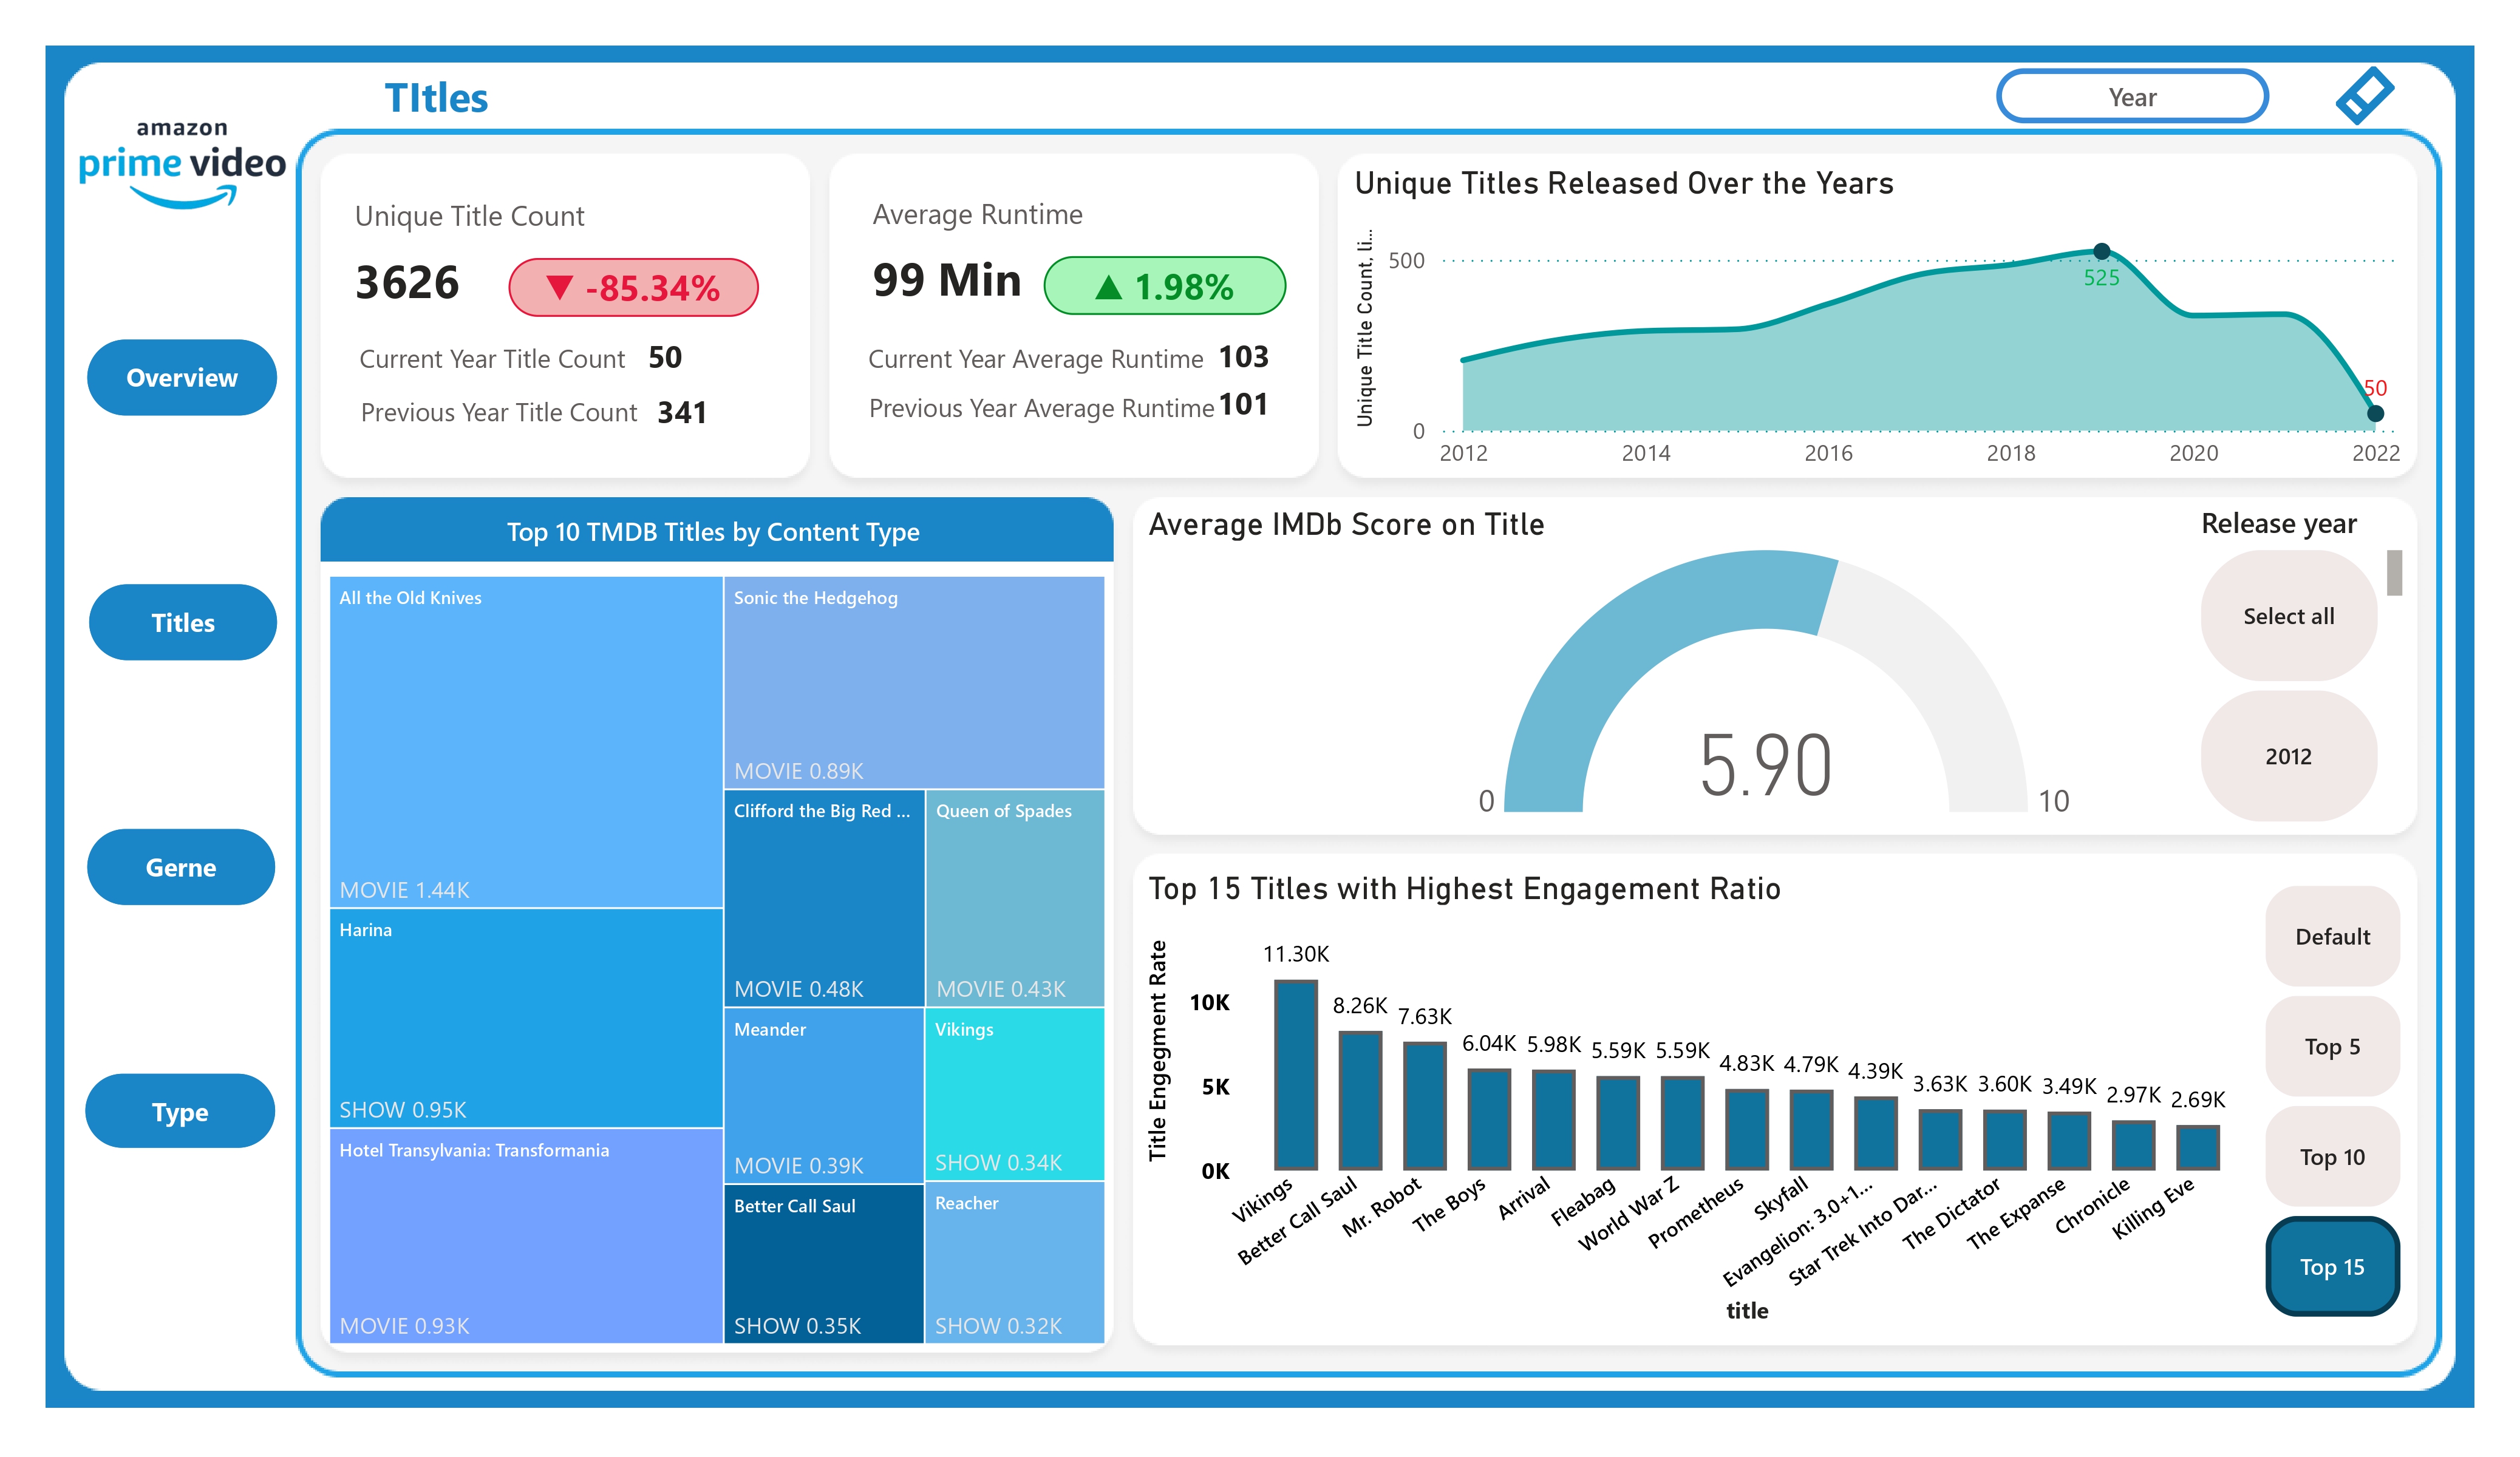 TItles
Year
amazon
prime video
Overview
Titles
Gerne
Type
Unique Title Count
3626
▼ -85.34%
Current Year Title Count 50
Previous Year Title Count 341
Average Runtime
99 Min
▲ 1.98%
Current Year Average Runtime 103
Previous Year Average Runtime 101
Unique Titles Released Over the Years
Unique Title Count, li...
500
0
525
50
2012 2014 2016 2018 2020 2022
Top 10 TMDB Titles by Content Type
All the Old Knives
MOVIE 1.44K
Harina
SHOW 0.95K
Hotel Transylvania: Transformania
MOVIE 0.93K
Sonic the Hedgehog
MOVIE 0.89K
Clifford the Big Red ...
MOVIE 0.48K
Queen of Spades
MOVIE 0.43K
Meander
MOVIE 0.39K
Vikings
SHOW 0.34K
Better Call Saul
SHOW 0.35K
Reacher
SHOW 0.32K
Average IMDb Score on Title
0
5.90
10
Release year
Select all
2012
Top 15 Titles with Highest Engagement Ratio
Title Engegment Rate
10K
5K
0K
11.30K 8.26K 7.63K 6.04K 5.98K 5.59K 5.59K 4.83K 4.79K 4.39K 3.63K 3.60K 3.49K 2.97K 2.69K
Vikings
Better Call Saul
Mr. Robot
The Boys
Arrival
Fleabag
World War Z
Prometheus
Skyfall
Evangelion: 3.0+1...
Star Trek Into Dar...
The Dictator
The Expanse
Chronicle
Killing Eve
title
Default
Top 5
Top 10
Top 15